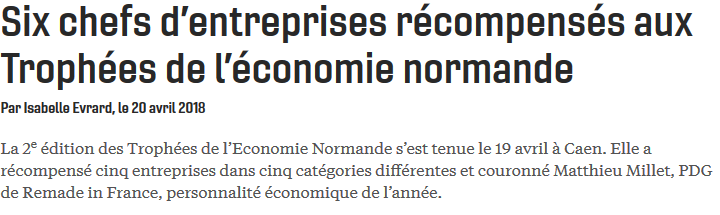 Six chefs d’entreprises récompensés aux
Trophées de l’économie normande
Par Isabelle Evrard, le 20 avril 2018
La 2e édition des Trophées de l’Economie Normande s’est tenue le 19 avril à Caen. Elle a
récompensé cinq entreprises dans cinq catégories différentes et couronné Matthieu Millet, PDG
de Remade in France, personnalité économique de l’année.